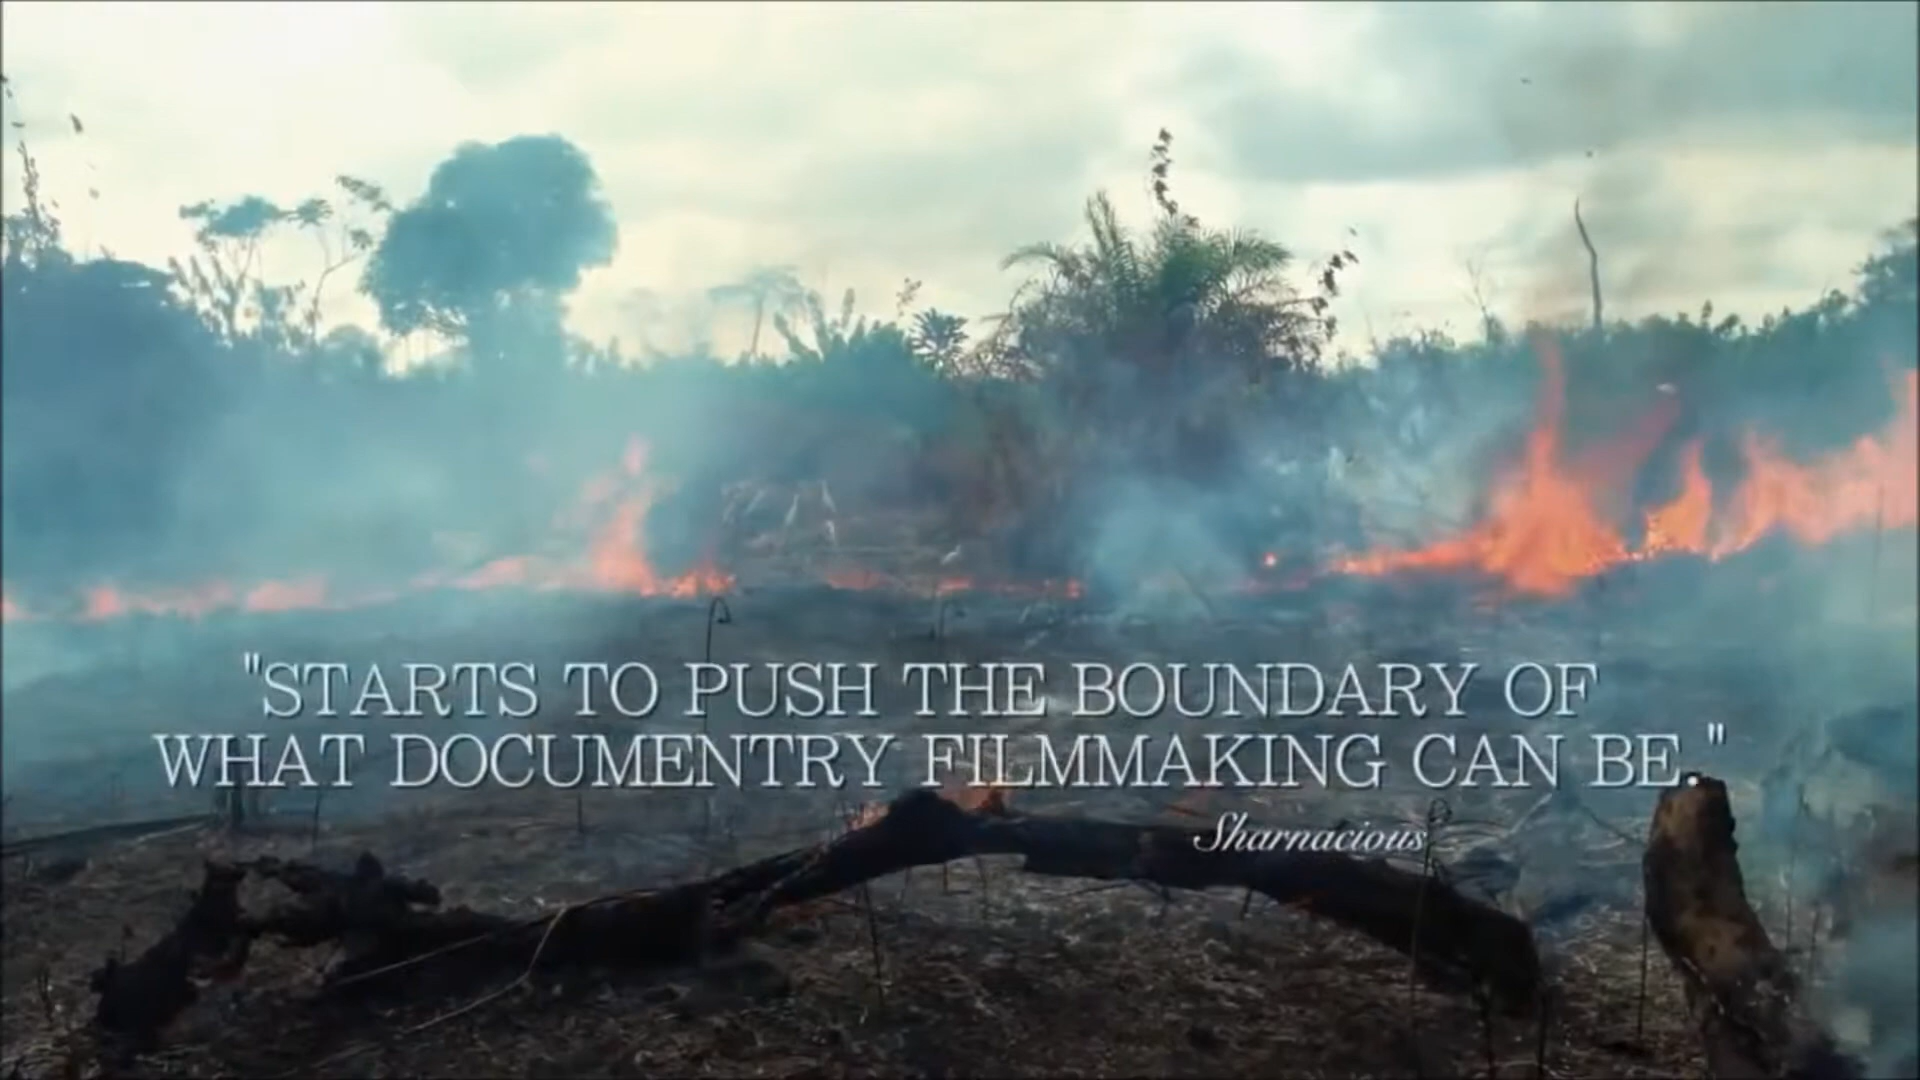 "STARTS TO PUSH THE BOUNDARY OF
WHAT DOCUMENTRY FILMMAKING CAN BE."
Sharnacious